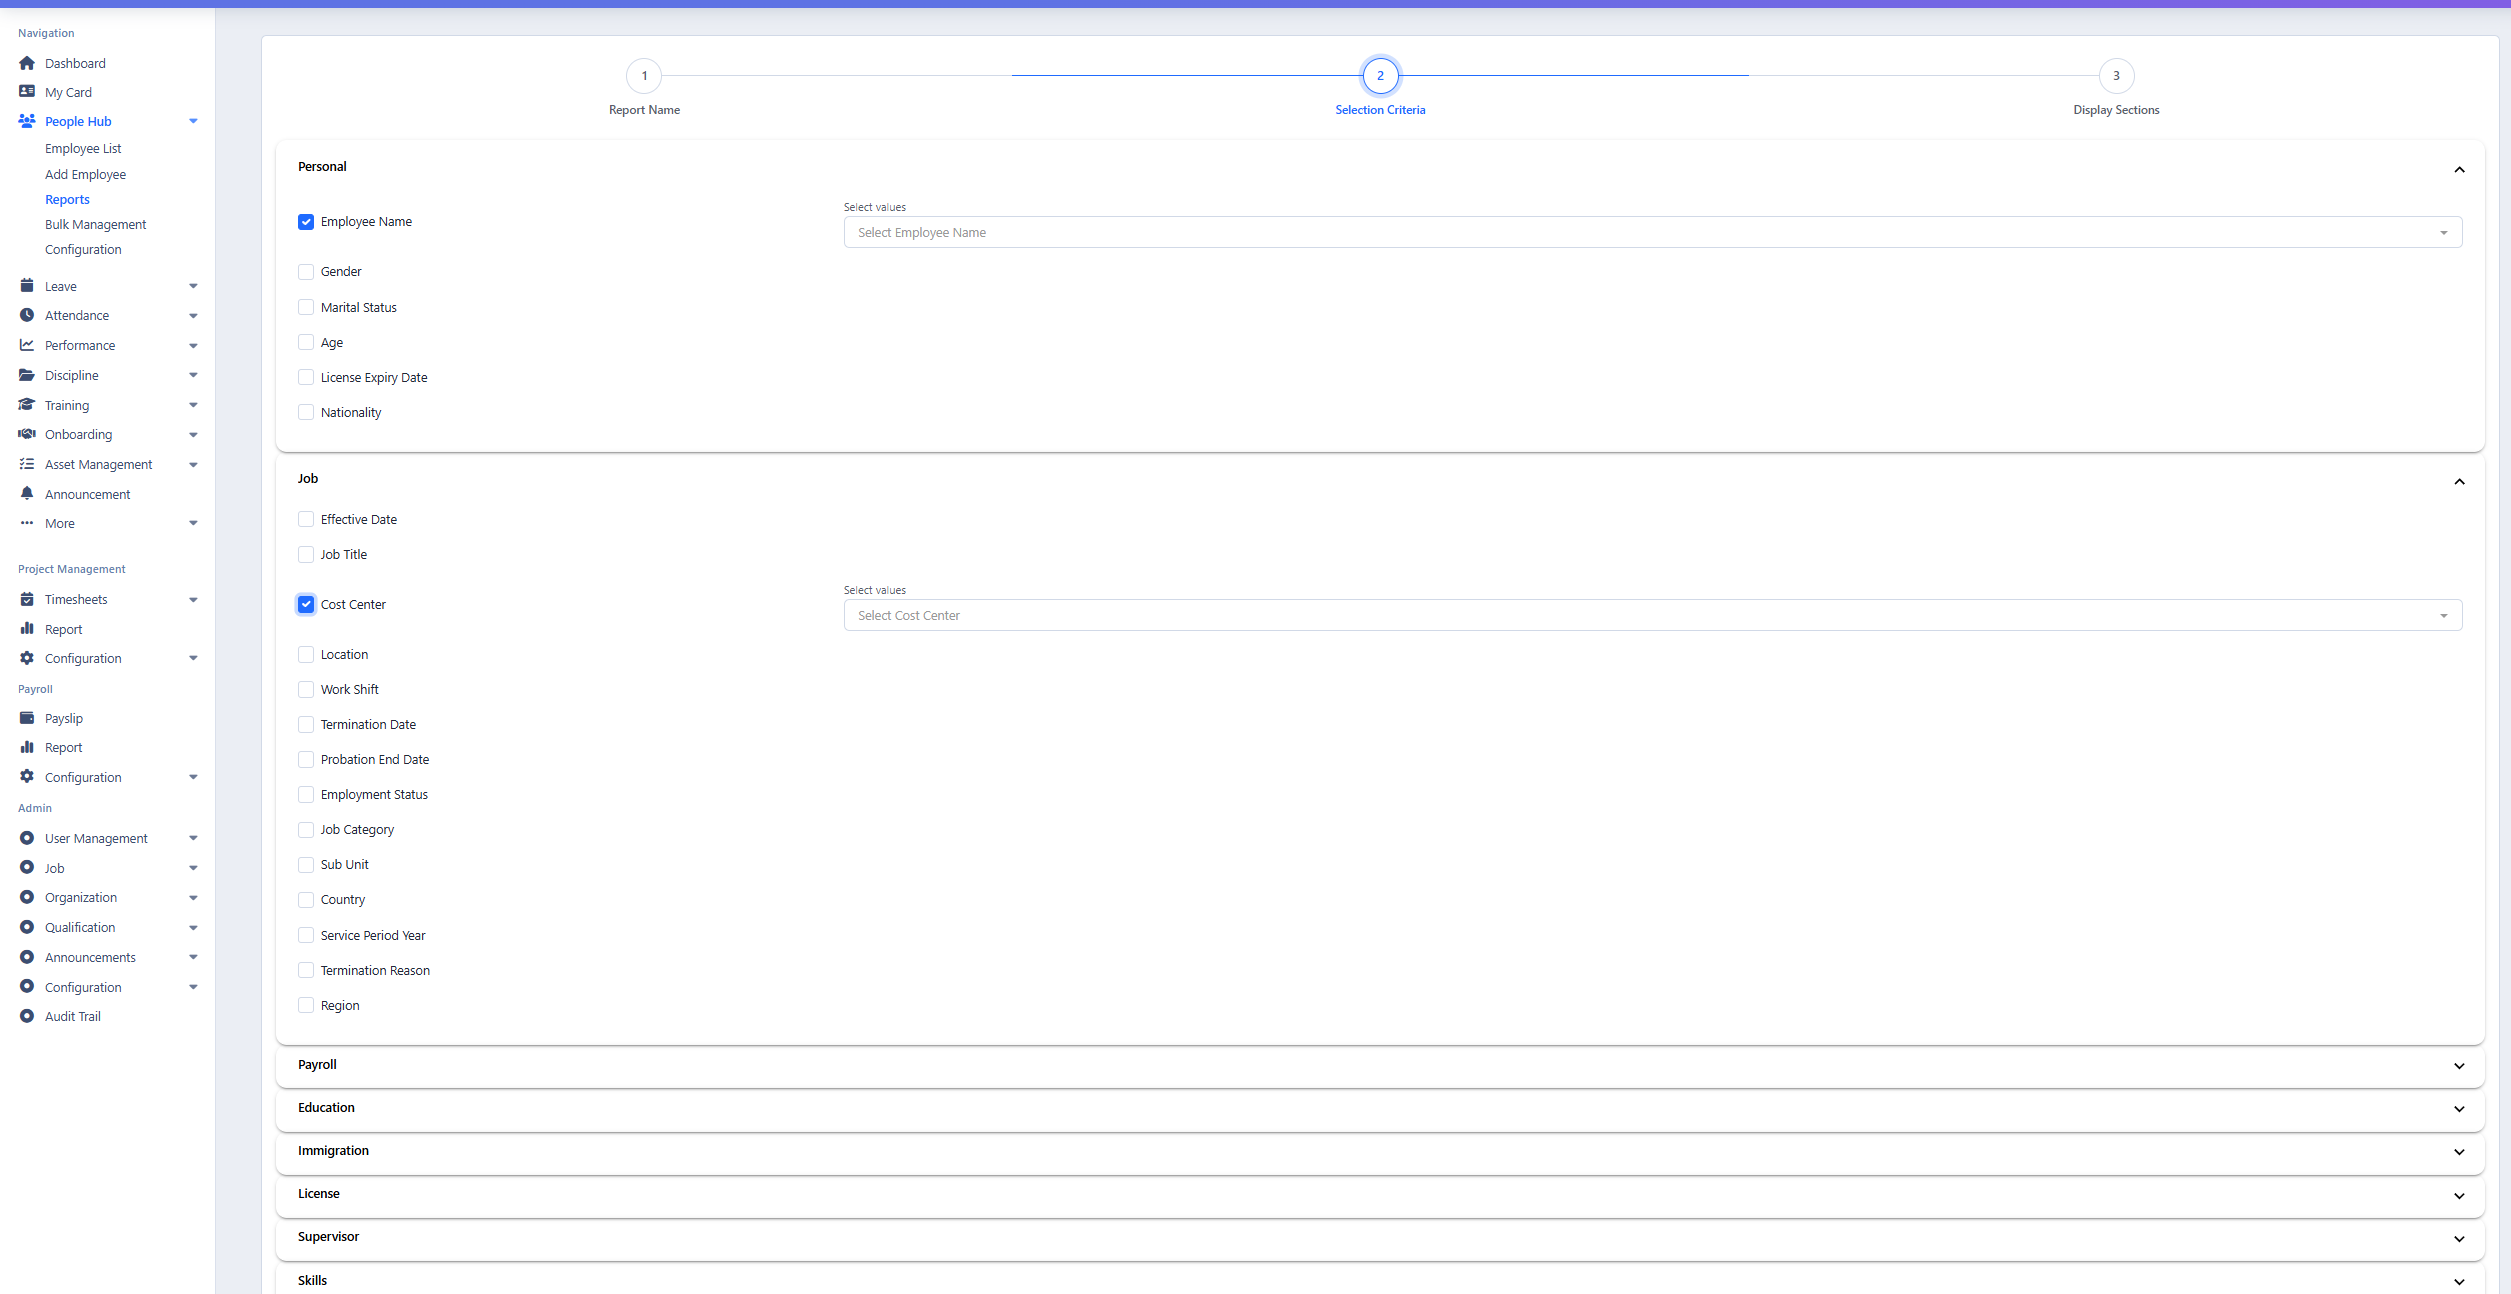 Navigation
Dashboard
My Card
People Hub
Employee List
Add Employee
Reports
Bulk Management
Configuration
Leave
Attendance
Performance
Discipline
Training
Onboarding
Asset Management
Announcement
More
Project Management
Timesheets
Report
Configuration
Payroll
Payslip
Report
Configuration
Admin
User Management
Job
Organization
Qualification
Announcements
Configuration
Audit Trail
1
Report Name
2
Selection Criteria
3
Display Sections
Personal
Employee Name
Select values
Select Employee Name
Gender
Marital Status
Age
License Expiry Date
Nationality
Job
Effective Date
Job Title
Cost Center
Select values
Select Cost Center
Location
Work Shift
Termination Date
Probation End Date
Employment Status
Job Category
Sub Unit
Country
Service Period Year
Termination Reason
Region
Payroll
Education
Immigration
License
Supervisor
Skills